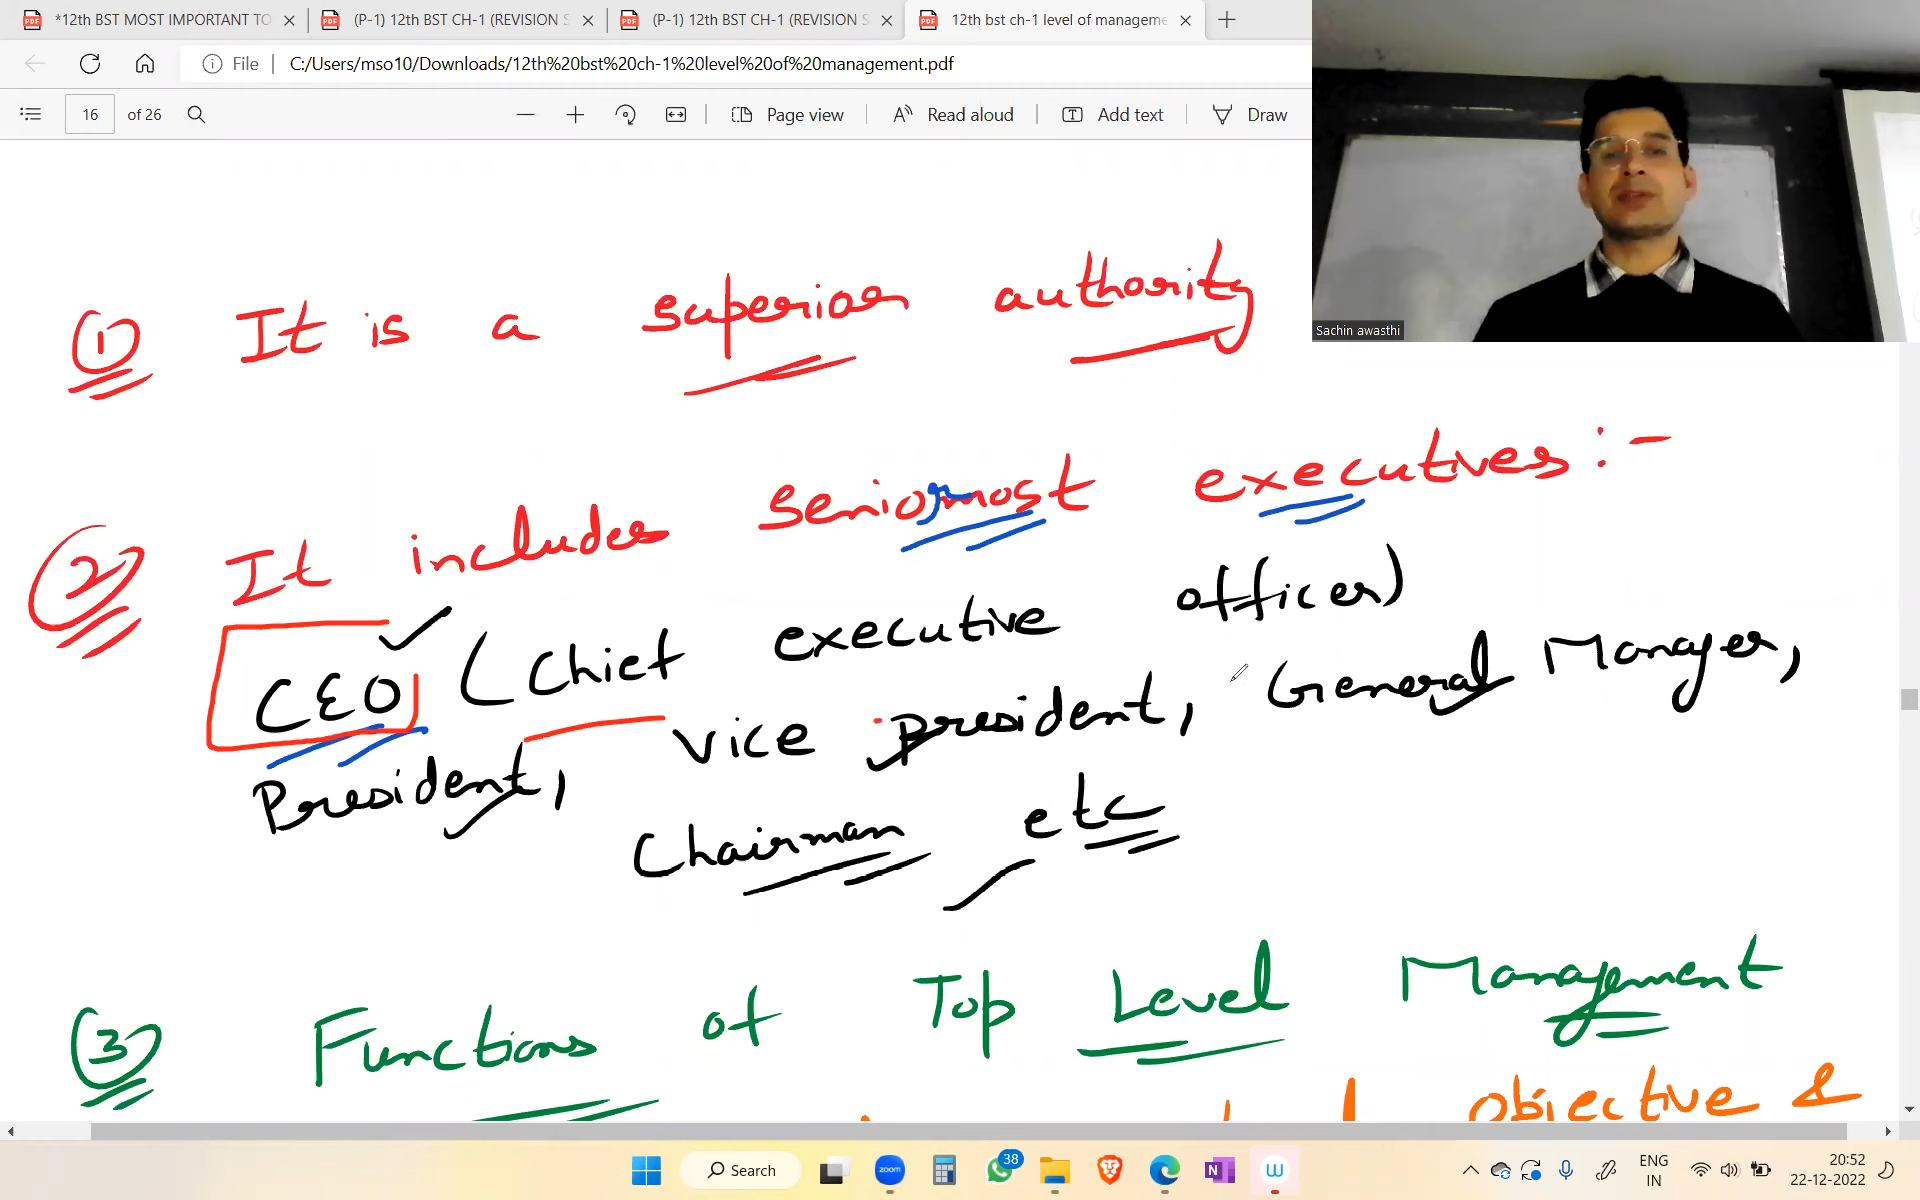 *12th BST MOST IMPORTANT TO
(P-1) 12th BST CH-1 (REVISION S
(P-1) 12th BST CH-1 (REVISION S
12th bst ch-1 level of manageme
File
C:/Users/mso10/Downloads/12th%20bst%20ch-1%20level%20of%20management.pdf
16 of 26
Page view
Read aloud
Add text
Draw
Sachin awasthi
① It is a superior authority
② It includes seniormost executives:-
CEO (Chief executive officer)
President, vice president, General Manager,
Chairman etc
③ Functions of Top Level Management
objective &
Search
zoom
38
N
W
ENG
IN
20:52
22-12-2022